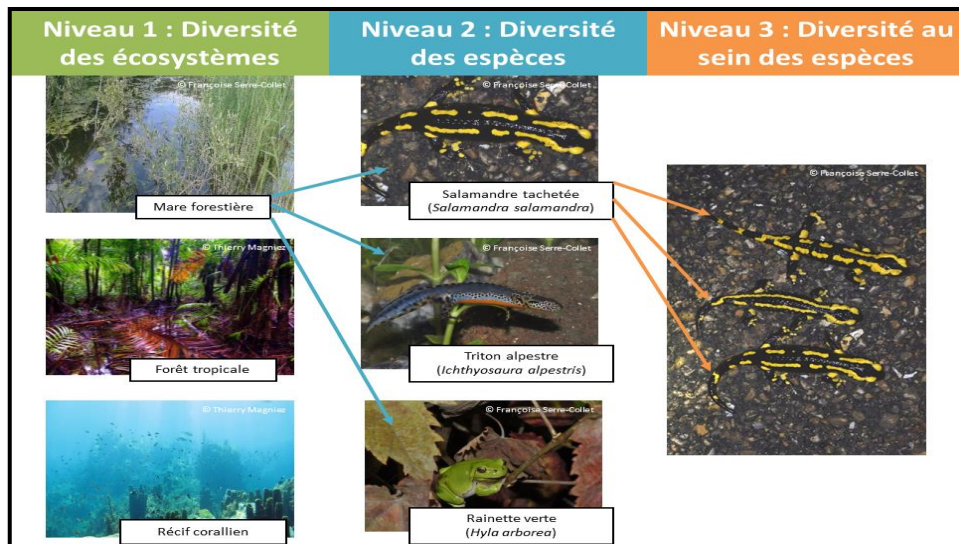 Niveau 1 : Diversité
des écosystèmes
Niveau 2 : Diversité
des espèces
Niveau 3 : Diversité au
sein des espèces
© Françoise Serre-Collet
Mare forestière
© Thierry Magniez
Forêt tropicale
© Thierry Magniez
Récif corallien
© Françoise Serre-Collet
Salamandre tachetée
(Salamandra salamandra)
© Françoise Serre-Collet
Triton alpestre
(Ichthyosaura alpestris)
© Françoise Serre-Collet
Rainette verte
(Hyla arborea)
© Françoise Serre-Collet